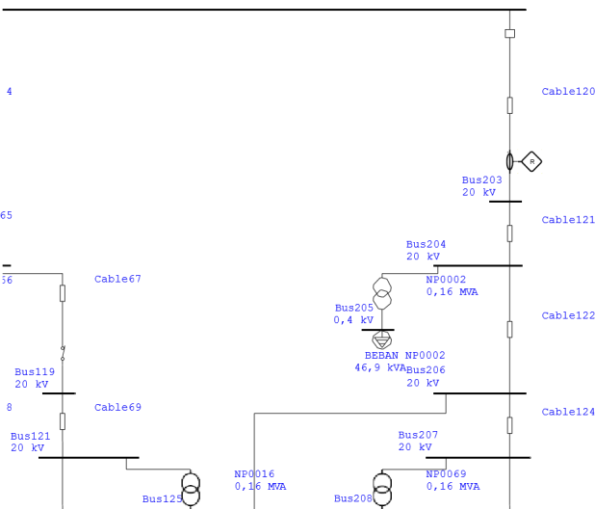 4
Cable120
R
Bus203
20 kV
65
Cable121
Bus204
20 kV
56
Cable67
NP0002
0,16 MVA
Bus205
0,4 kV
Cable122
BEBAN NP0002
46,9 kVA
Bus206
20 kV
Bus119
20 kV
8
Cable69
Cable124
Bus121
20 kV
Bus207
20 kV
NP0016
0,16 MVA
NP0069
0,16 MVA
Bus125
Bus208